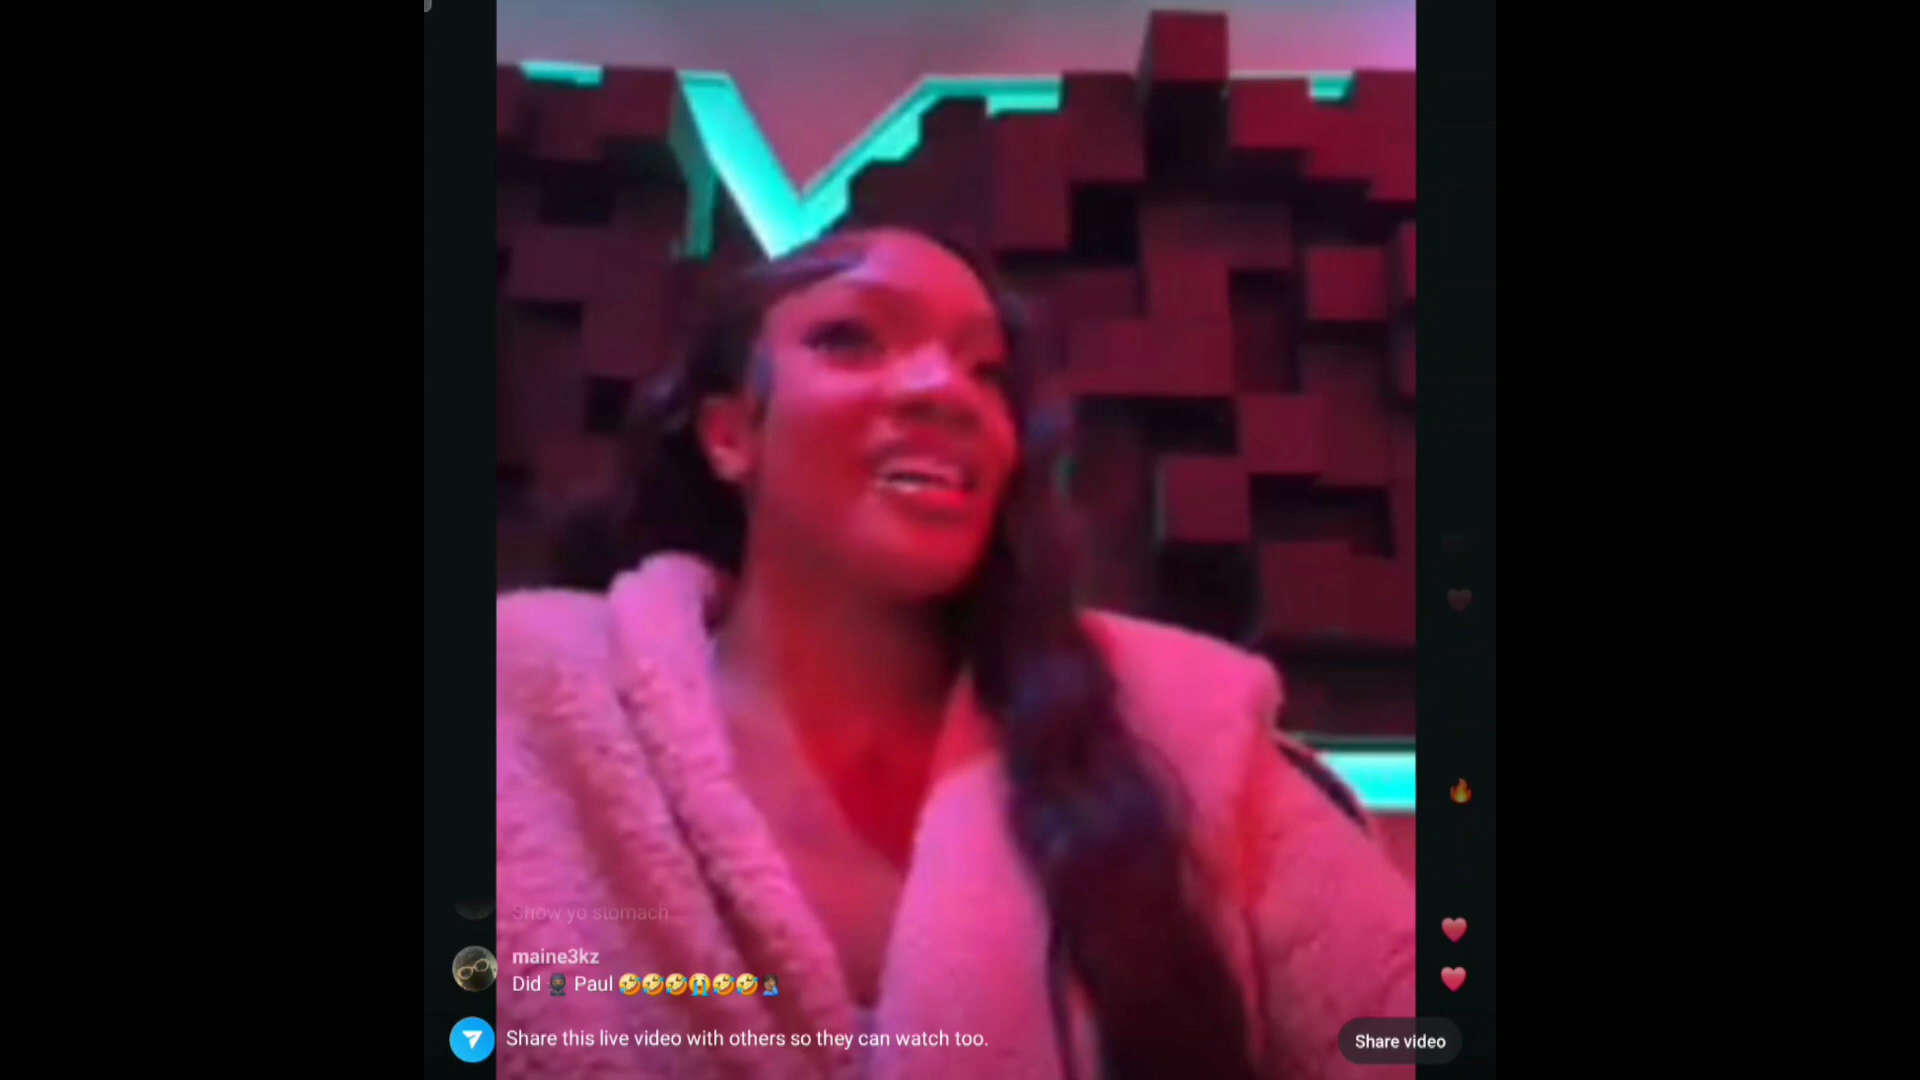 Show yo stomach
maine3kz
Did 🥷🏿 Paul 🤣🤣🤣😭🤣🤣🤦🏾‍♂️
Share this live video with others so they can watch too.
Share video